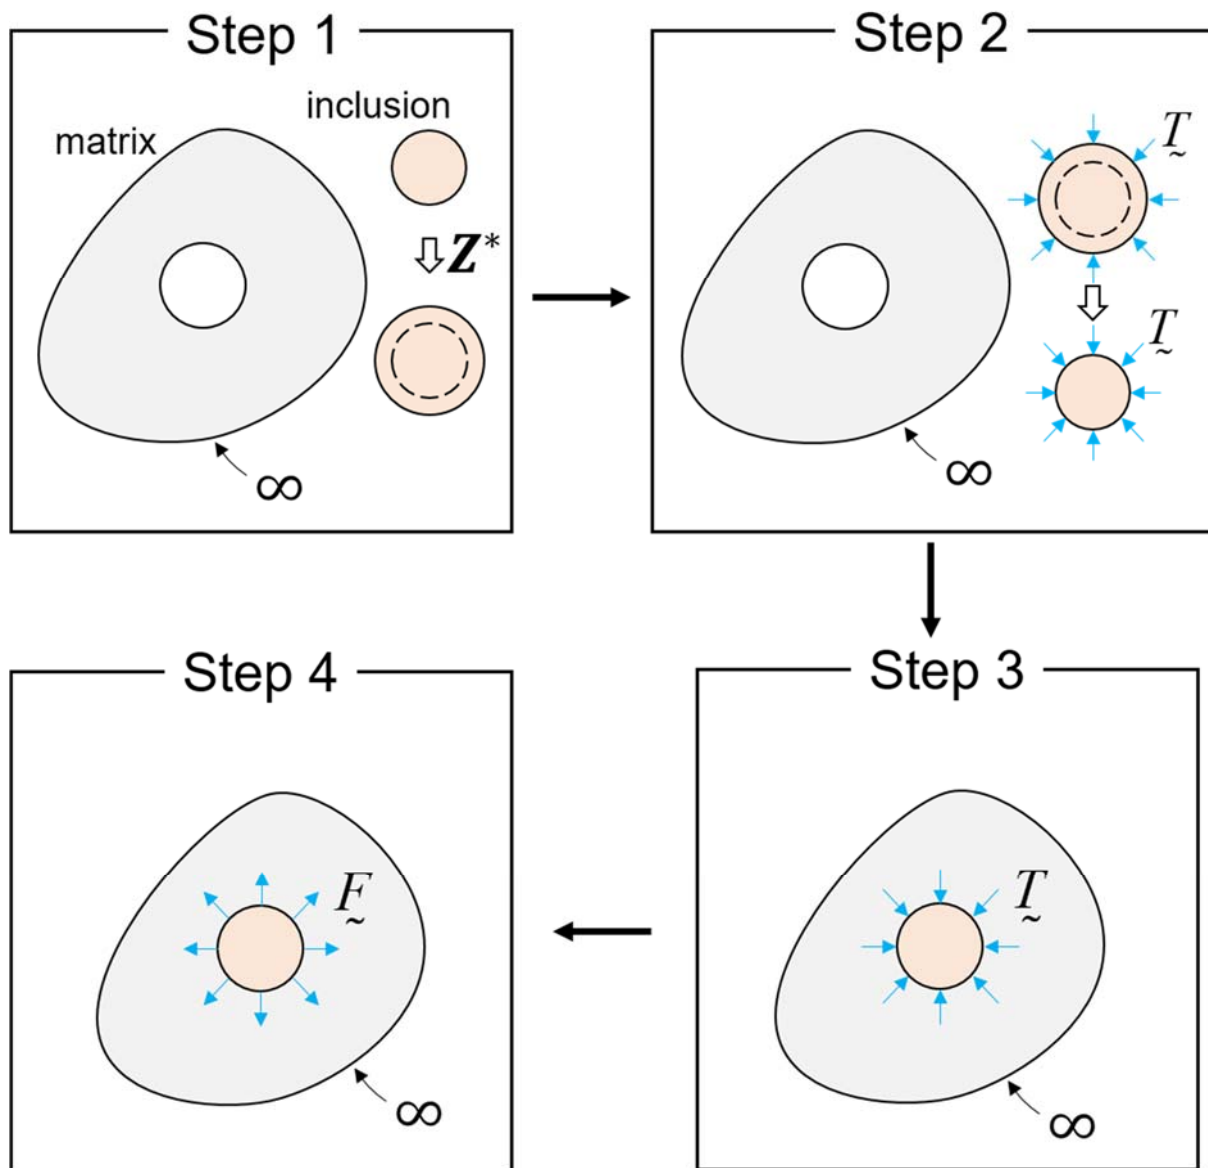 Step 1
inclusion
matrix
Z*
∞
Step 2
T
T
∞
Step 4
F
∞
Step 3
T
∞